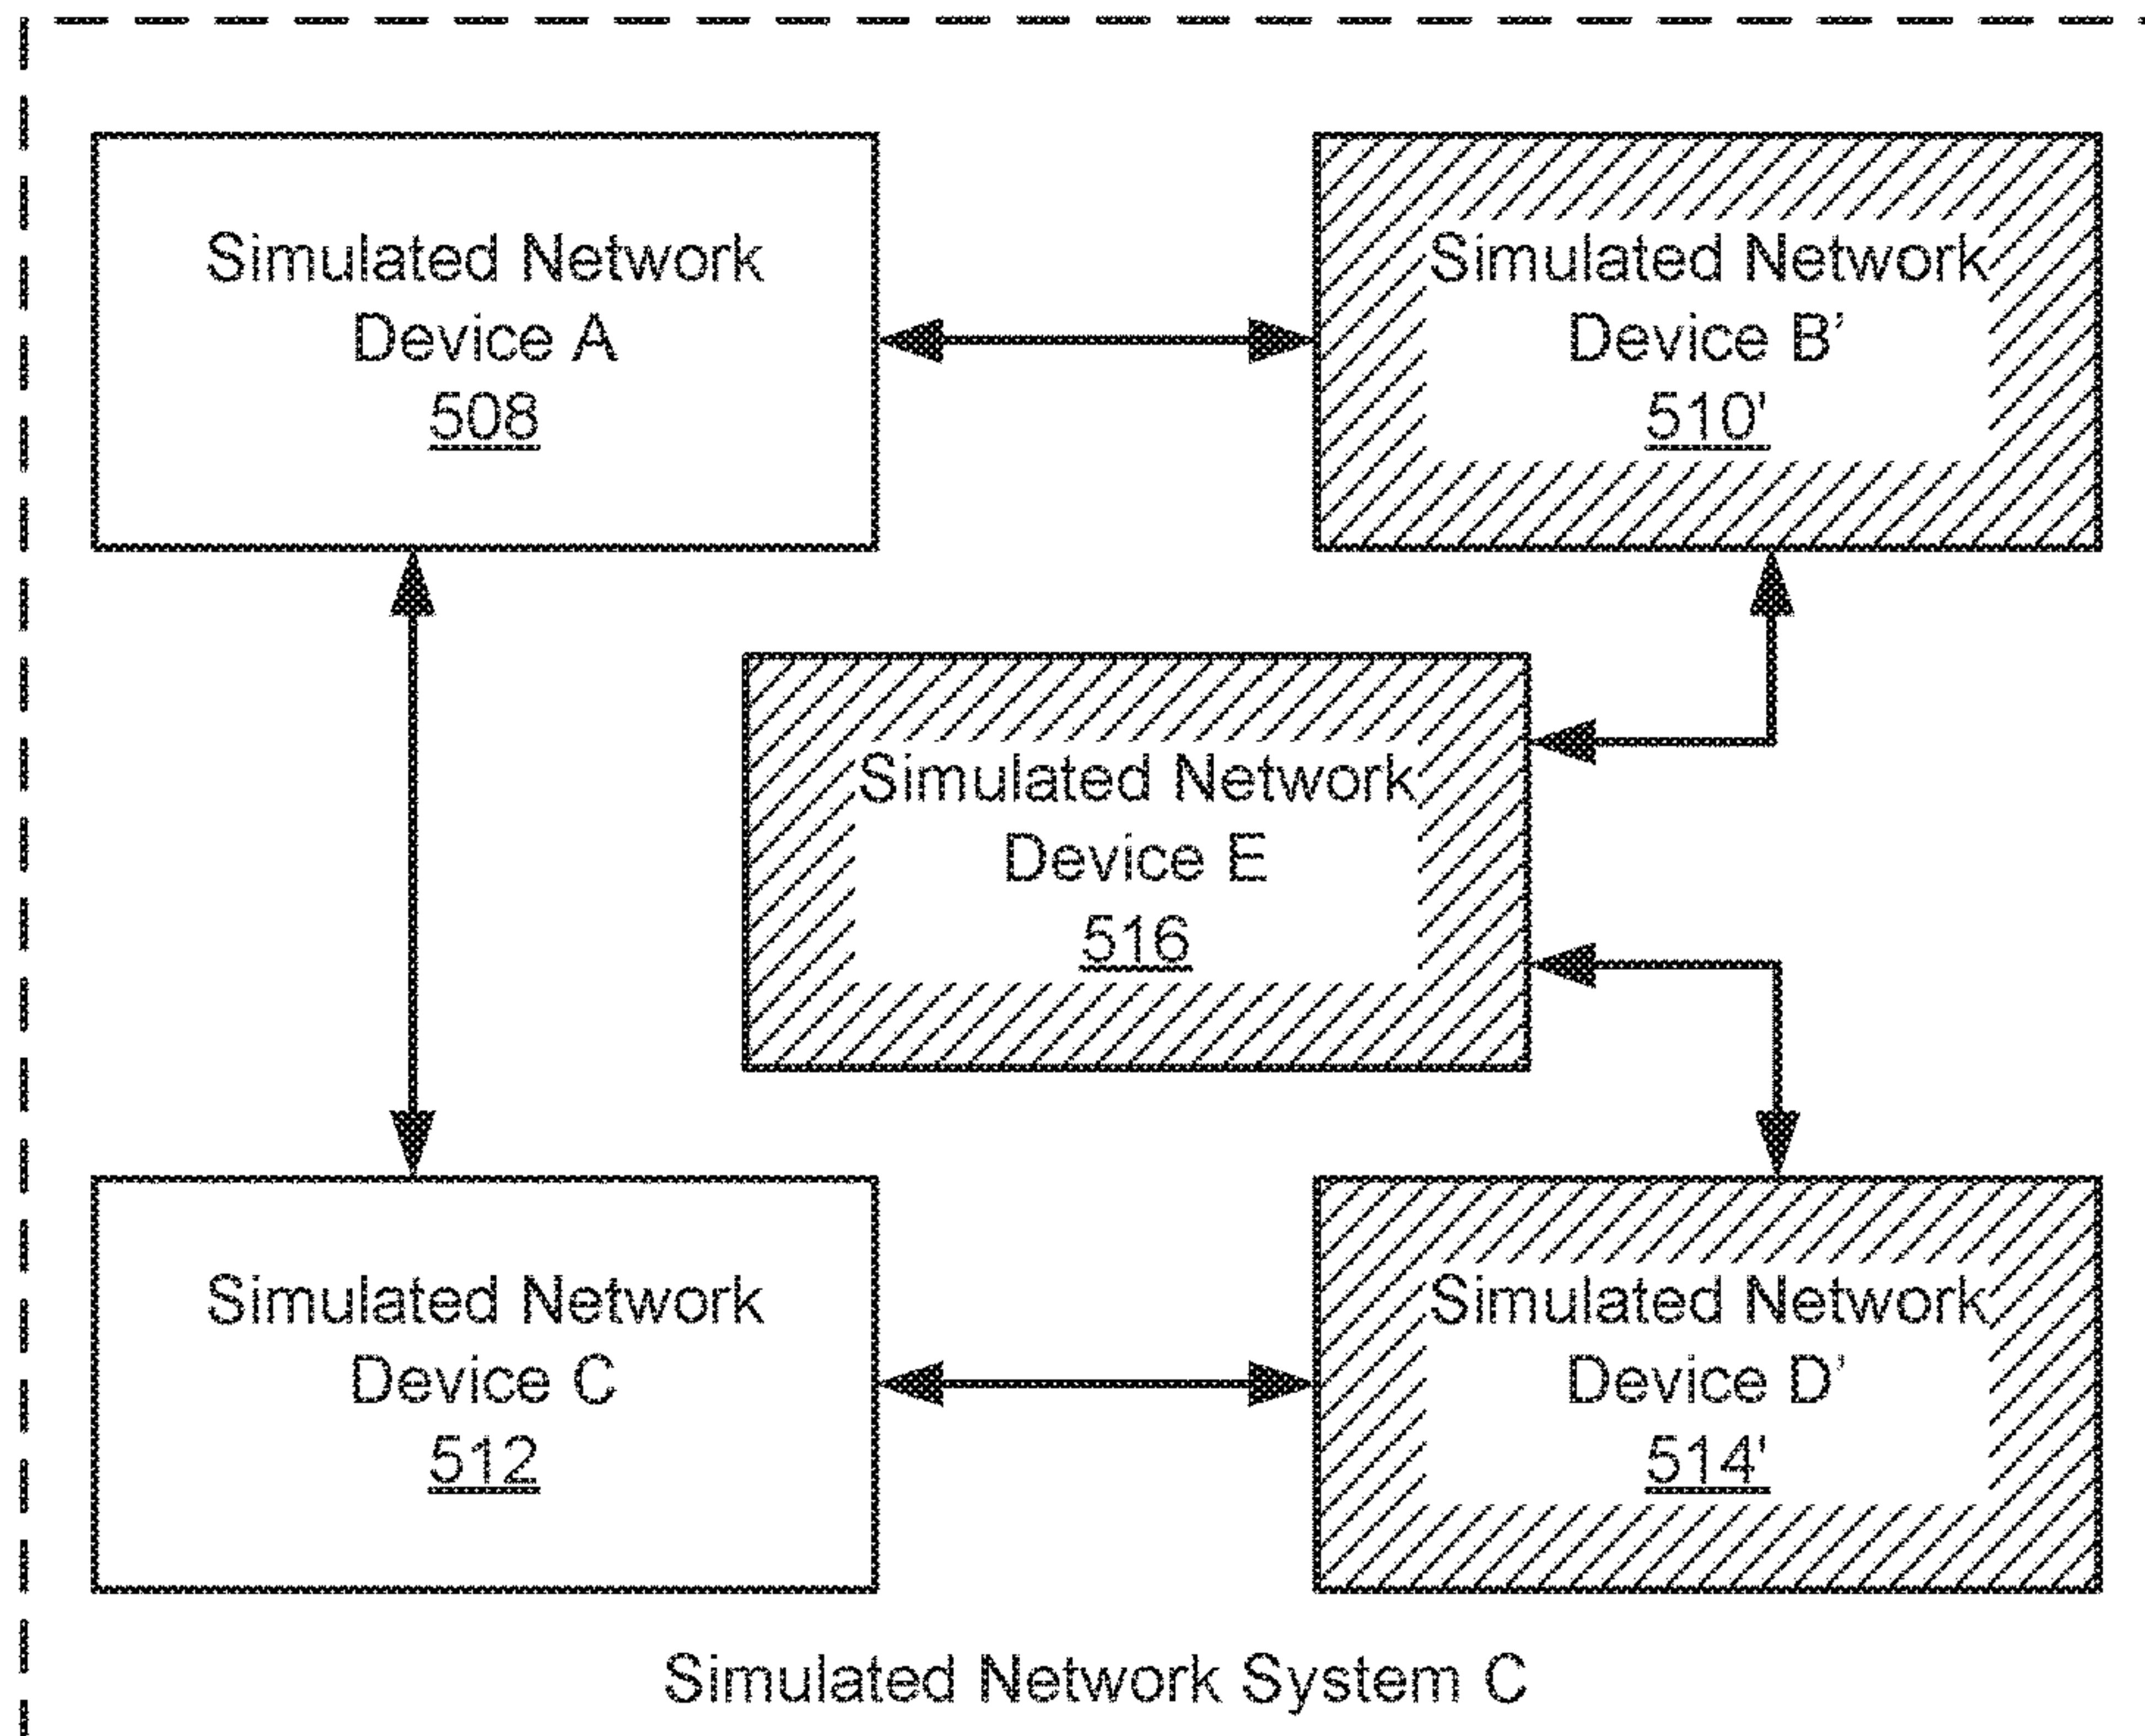 Simulated Network
Device A
508
Simulated Network
Device B’
510'
Simulated Network
Device E
516
Simulated Network
Device C
512
Simulated Network
Device D’
514'
Simulated Network System C